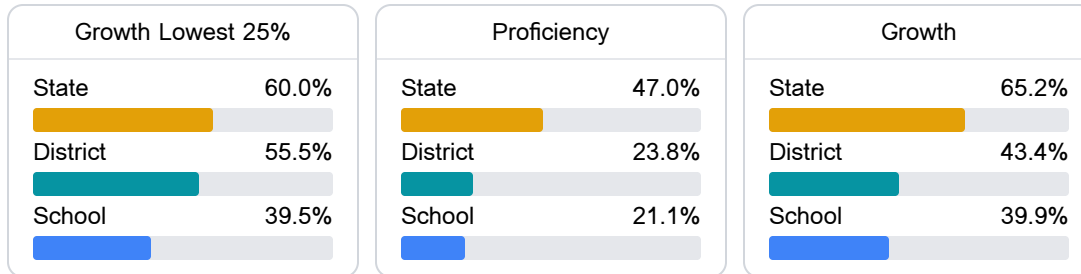 Growth Lowest 25%
State 60.0%
District 55.5%
School 39.5%
Proficiency
State 47.0%
District 23.8%
School 21.1%
Growth
State 65.2%
District 43.4%
School 39.9%